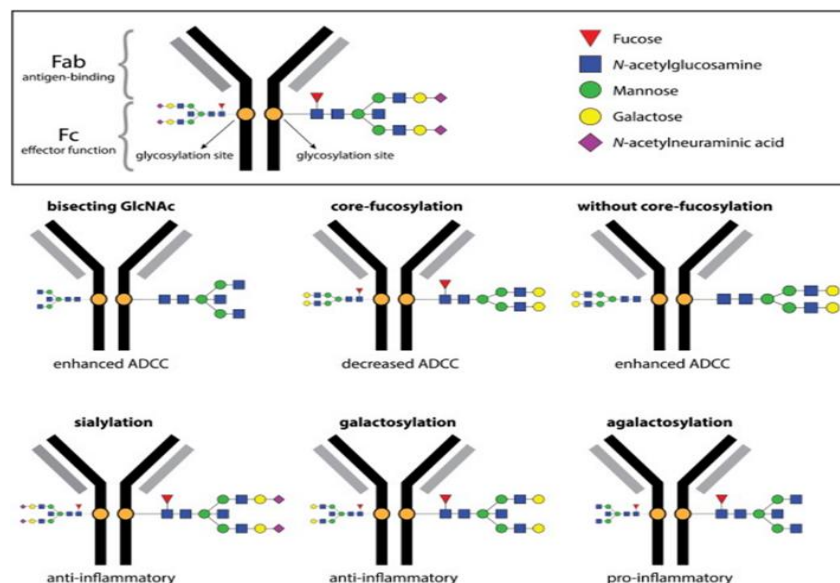 Fab
antigen-binding
Fc
effector function
glycosylation site
glycosylation site
Fucose
N-acetylglucosamine
Mannose
Galactose
N-acetylneuraminic acid
bisecting GlcNAc
core-fucosylation
without core-fucosylation
enhanced ADCC
decreased ADCC
enhanced ADCC
sialylation
galactosylation
agalactosylation
anti-inflammatory
anti-inflammatory
pro-inflammatory